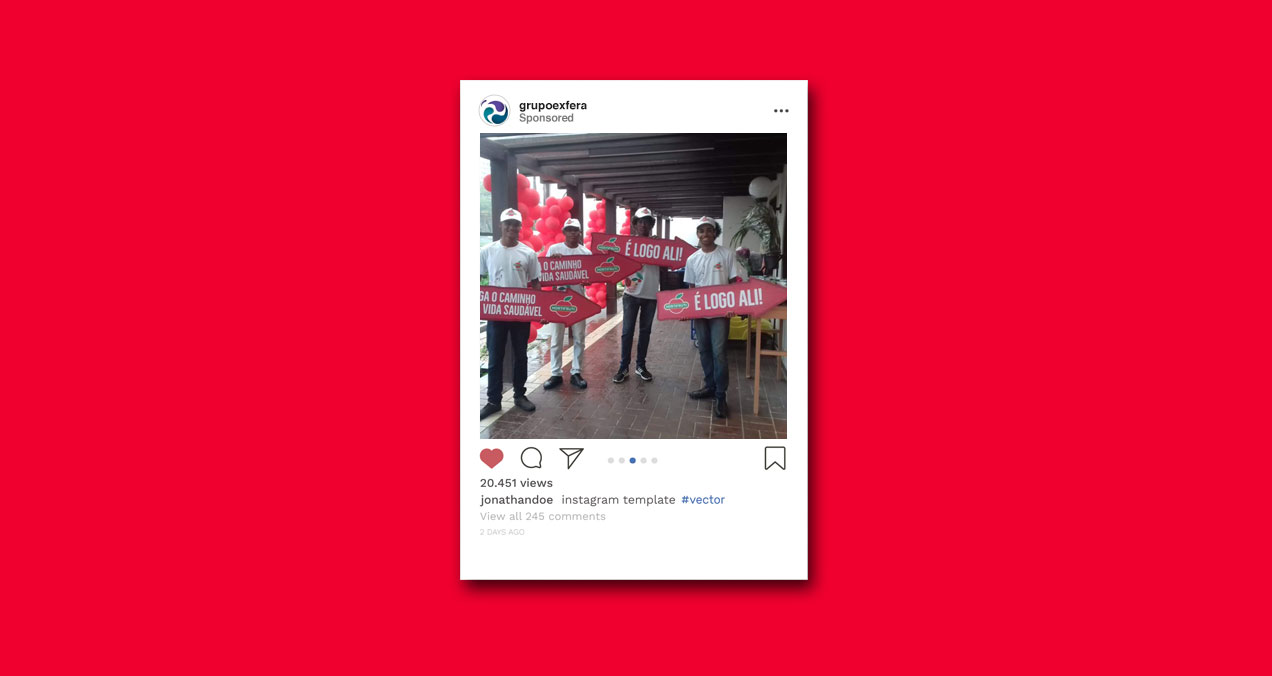 grupoexfera
Sponsored
É LOGO ALI!
O CAMINHO
VIDA SAUDÁVEL
O CAMINHO
VIDA SAUDÁVEL
HORTIFRUTI
É LOGO ALI!
20.451 views
jonathandoe instagram template #vector
View all 245 comments
2 DAYS AGO